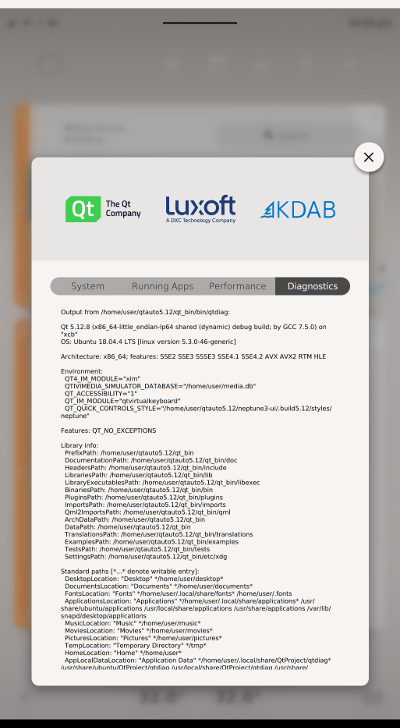 Qt The Qt Company
Luxoft
A DXC Technology Company
KDAB
System Running Apps Performance Diagnostics
Output from /home/user/qtauto5.12/qt_bin/bin/qtdiag:
Qt 5.12.8 (x86_64-little_endian-lp64 shared (dynamic) debug build; by GCC 7.5.0) on
"xcb"
OS: Ubuntu 18.04.4 LTS [linux version 5.3.0-46-generic]
Architecture: x86_64; features: SSE2 SSE3 SSSE3 SSE4.1 SSE4.2 AVX AVX2 RTM HLE
Environment:
QT4_IM_MODULE="xim"
QTIVIMEDIA_SIMULATOR_DATABASE="/home/user/media.db"
QT_ACCESSIBILITY="1"
QT_IM_MODULE="qtvirtualkeyboard"
QT_QUICK_CONTROLS_STYLE="/home/user/qtauto5.12/neptune3-ui/.build5.12/styles/
neptune"
Features: QT_NO_EXCEPTIONS
Library info:
PrefixPath: /home/user/qtauto5.12/qt_bin
DocumentationPath: /home/user/qtauto5.12/qt_bin/doc
HeadersPath: /home/user/qtauto5.12/qt_bin/include
LibrariesPath: /home/user/qtauto5.12/qt_bin/lib
LibraryExecutablesPath: /home/user/qtauto5.12/qt_bin/libexec
BinariesPath: /home/user/qtauto5.12/qt_bin/bin
PluginsPath: /home/user/qtauto5.12/qt_bin/plugins
ImportsPath: /home/user/qtauto5.12/qt_bin/imports
Qml2ImportsPath: /home/user/qtauto5.12/qt_bin/qml
ArchDataPath: /home/user/qtauto5.12/qt_bin
DataPath: /home/user/qtauto5.12/qt_bin
TranslationsPath: /home/user/qtauto5.12/qt_bin/translations
ExamplesPath: /home/user/qtauto5.12/qt_bin/examples
TestsPath: /home/user/qtauto5.12/qt_bin/tests
SettingsPath: /home/user/qtauto5.12/qt_bin/etc/xdg
Standard paths [*...* denote writable entry]:
DesktopLocation: "Desktop" */home/user/desktop*
DocumentsLocation: "Documents" */home/user/documents*
FontsLocation: "Fonts" */home/user/.local/share/fonts* /home/user/.fonts
ApplicationsLocation: "Applications" */home/user/.local/share/applications* /usr/
share/ubuntu/applications /usr/local/share/applications /usr/share/applications /var/lib/
snapd/desktop/applications
MusicLocation: "Music" */home/user/music*
MoviesLocation: "Movies" */home/user/movies*
PicturesLocation: "Pictures" */home/user/pictures*
TempLocation: "Temporary Directory" */tmp*
HomeLocation: "Home" */home/user*
AppLocalDataLocation: "Application Data" */home/user/.local/share/QtProject/qtdiag*
/usr/share/ubuntu/QtProject/qtdiag /usr/local/share/QtProject/qtdiag /usr/share/